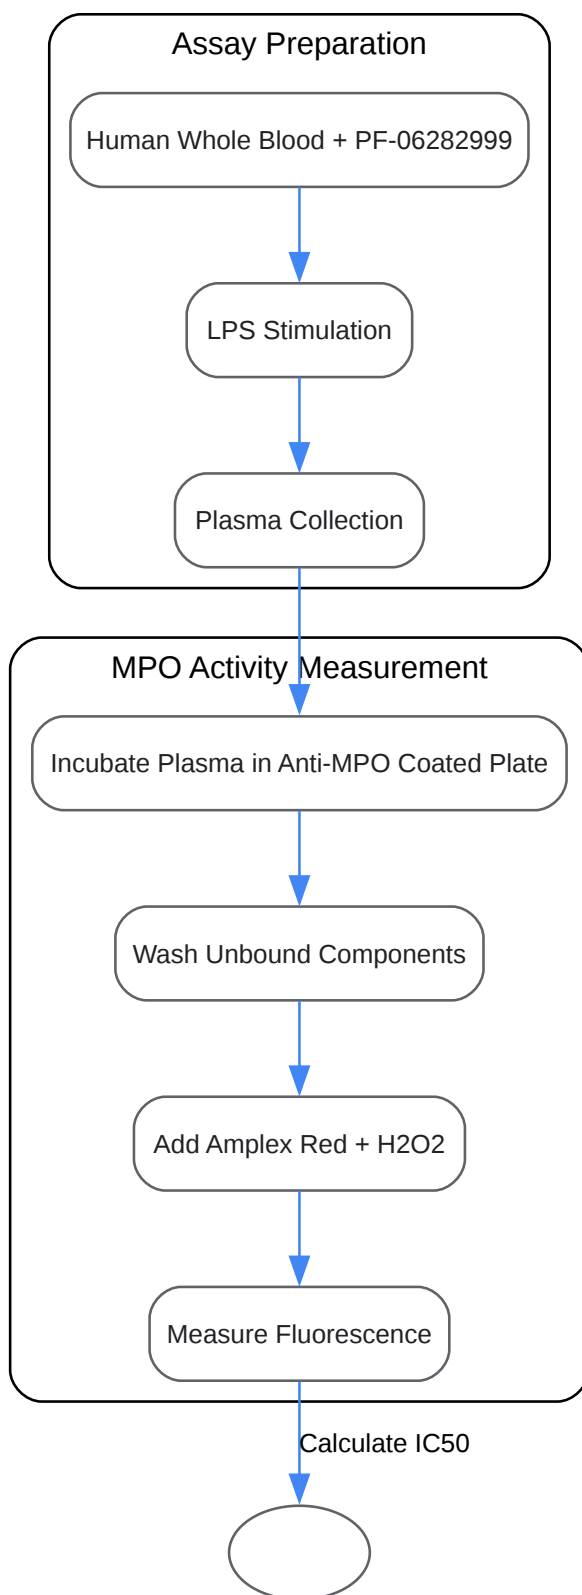 Assay Preparation
Human Whole Blood + PF-06282999
LPS Stimulation
Plasma Collection
MPO Activity Measurement
Incubate Plasma in Anti-MPO Coated Plate
Wash Unbound Components
Add Amplex Red + H2O2
Measure Fluorescence
Calculate IC50